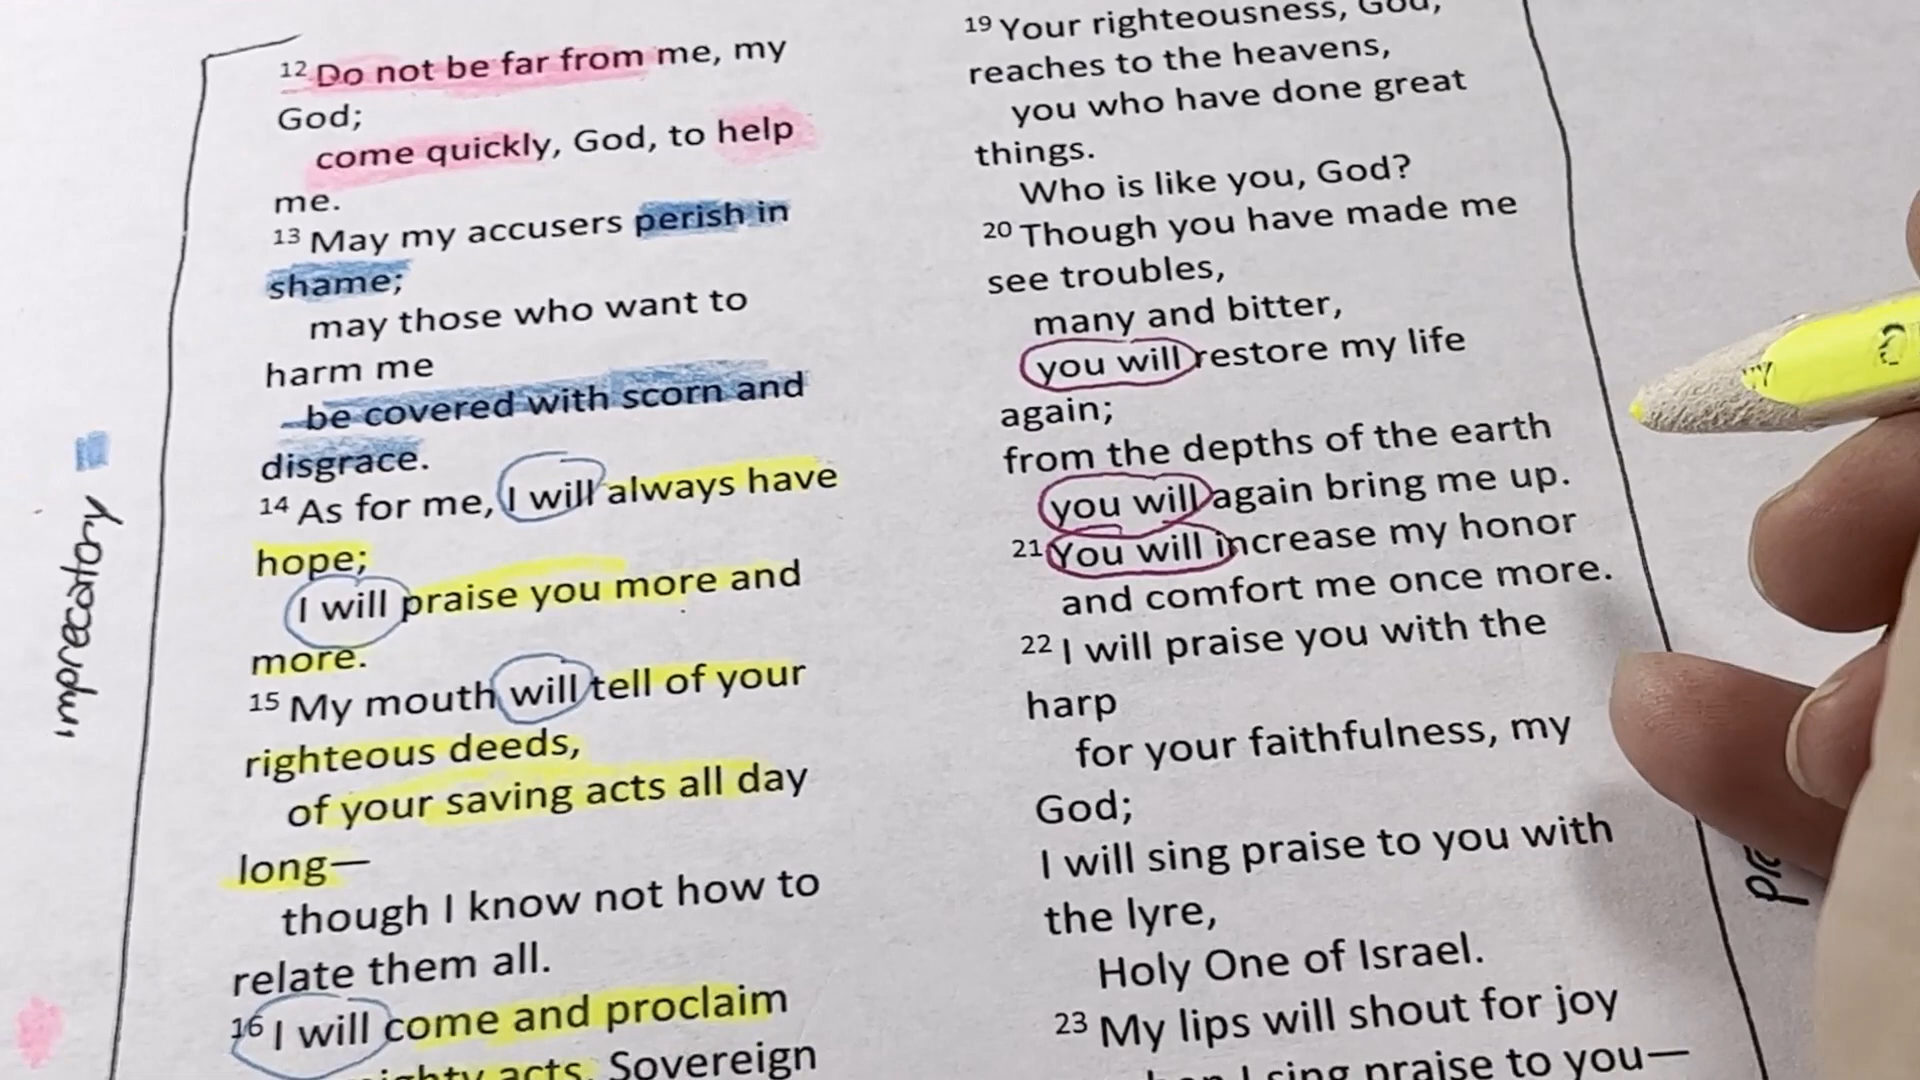 12 Do not be far from me, my
God;
come quickly, God, to help
me.
13 May my accusers perish in
shame;
may those who want to
harm me
be covered with scorn and
disgrace.
14 As for me, I will always have
hope;
I will praise you more and
more.
15 My mouth will tell of your
righteous deeds,
of your saving acts all day
long—
though I know not how to
relate them all.
16 I will come and proclaim
acts, Sovereign
imprecatory
19 Your righteousness, God,
reaches to the heavens,
you who have done great
things.
Who is like you, God?
20 Though you have made me
see troubles,
many and bitter,
you will restore my life
again;
from the depths of the earth
you will again bring me up.
21 You will increase my honor
and comfort me once more.
22 I will praise you with the
harp
for your faithfulness, my
God;
I will sing praise to you with
the lyre,
Holy One of Israel.
23 My lips will shout for joy
I sing praise to you—